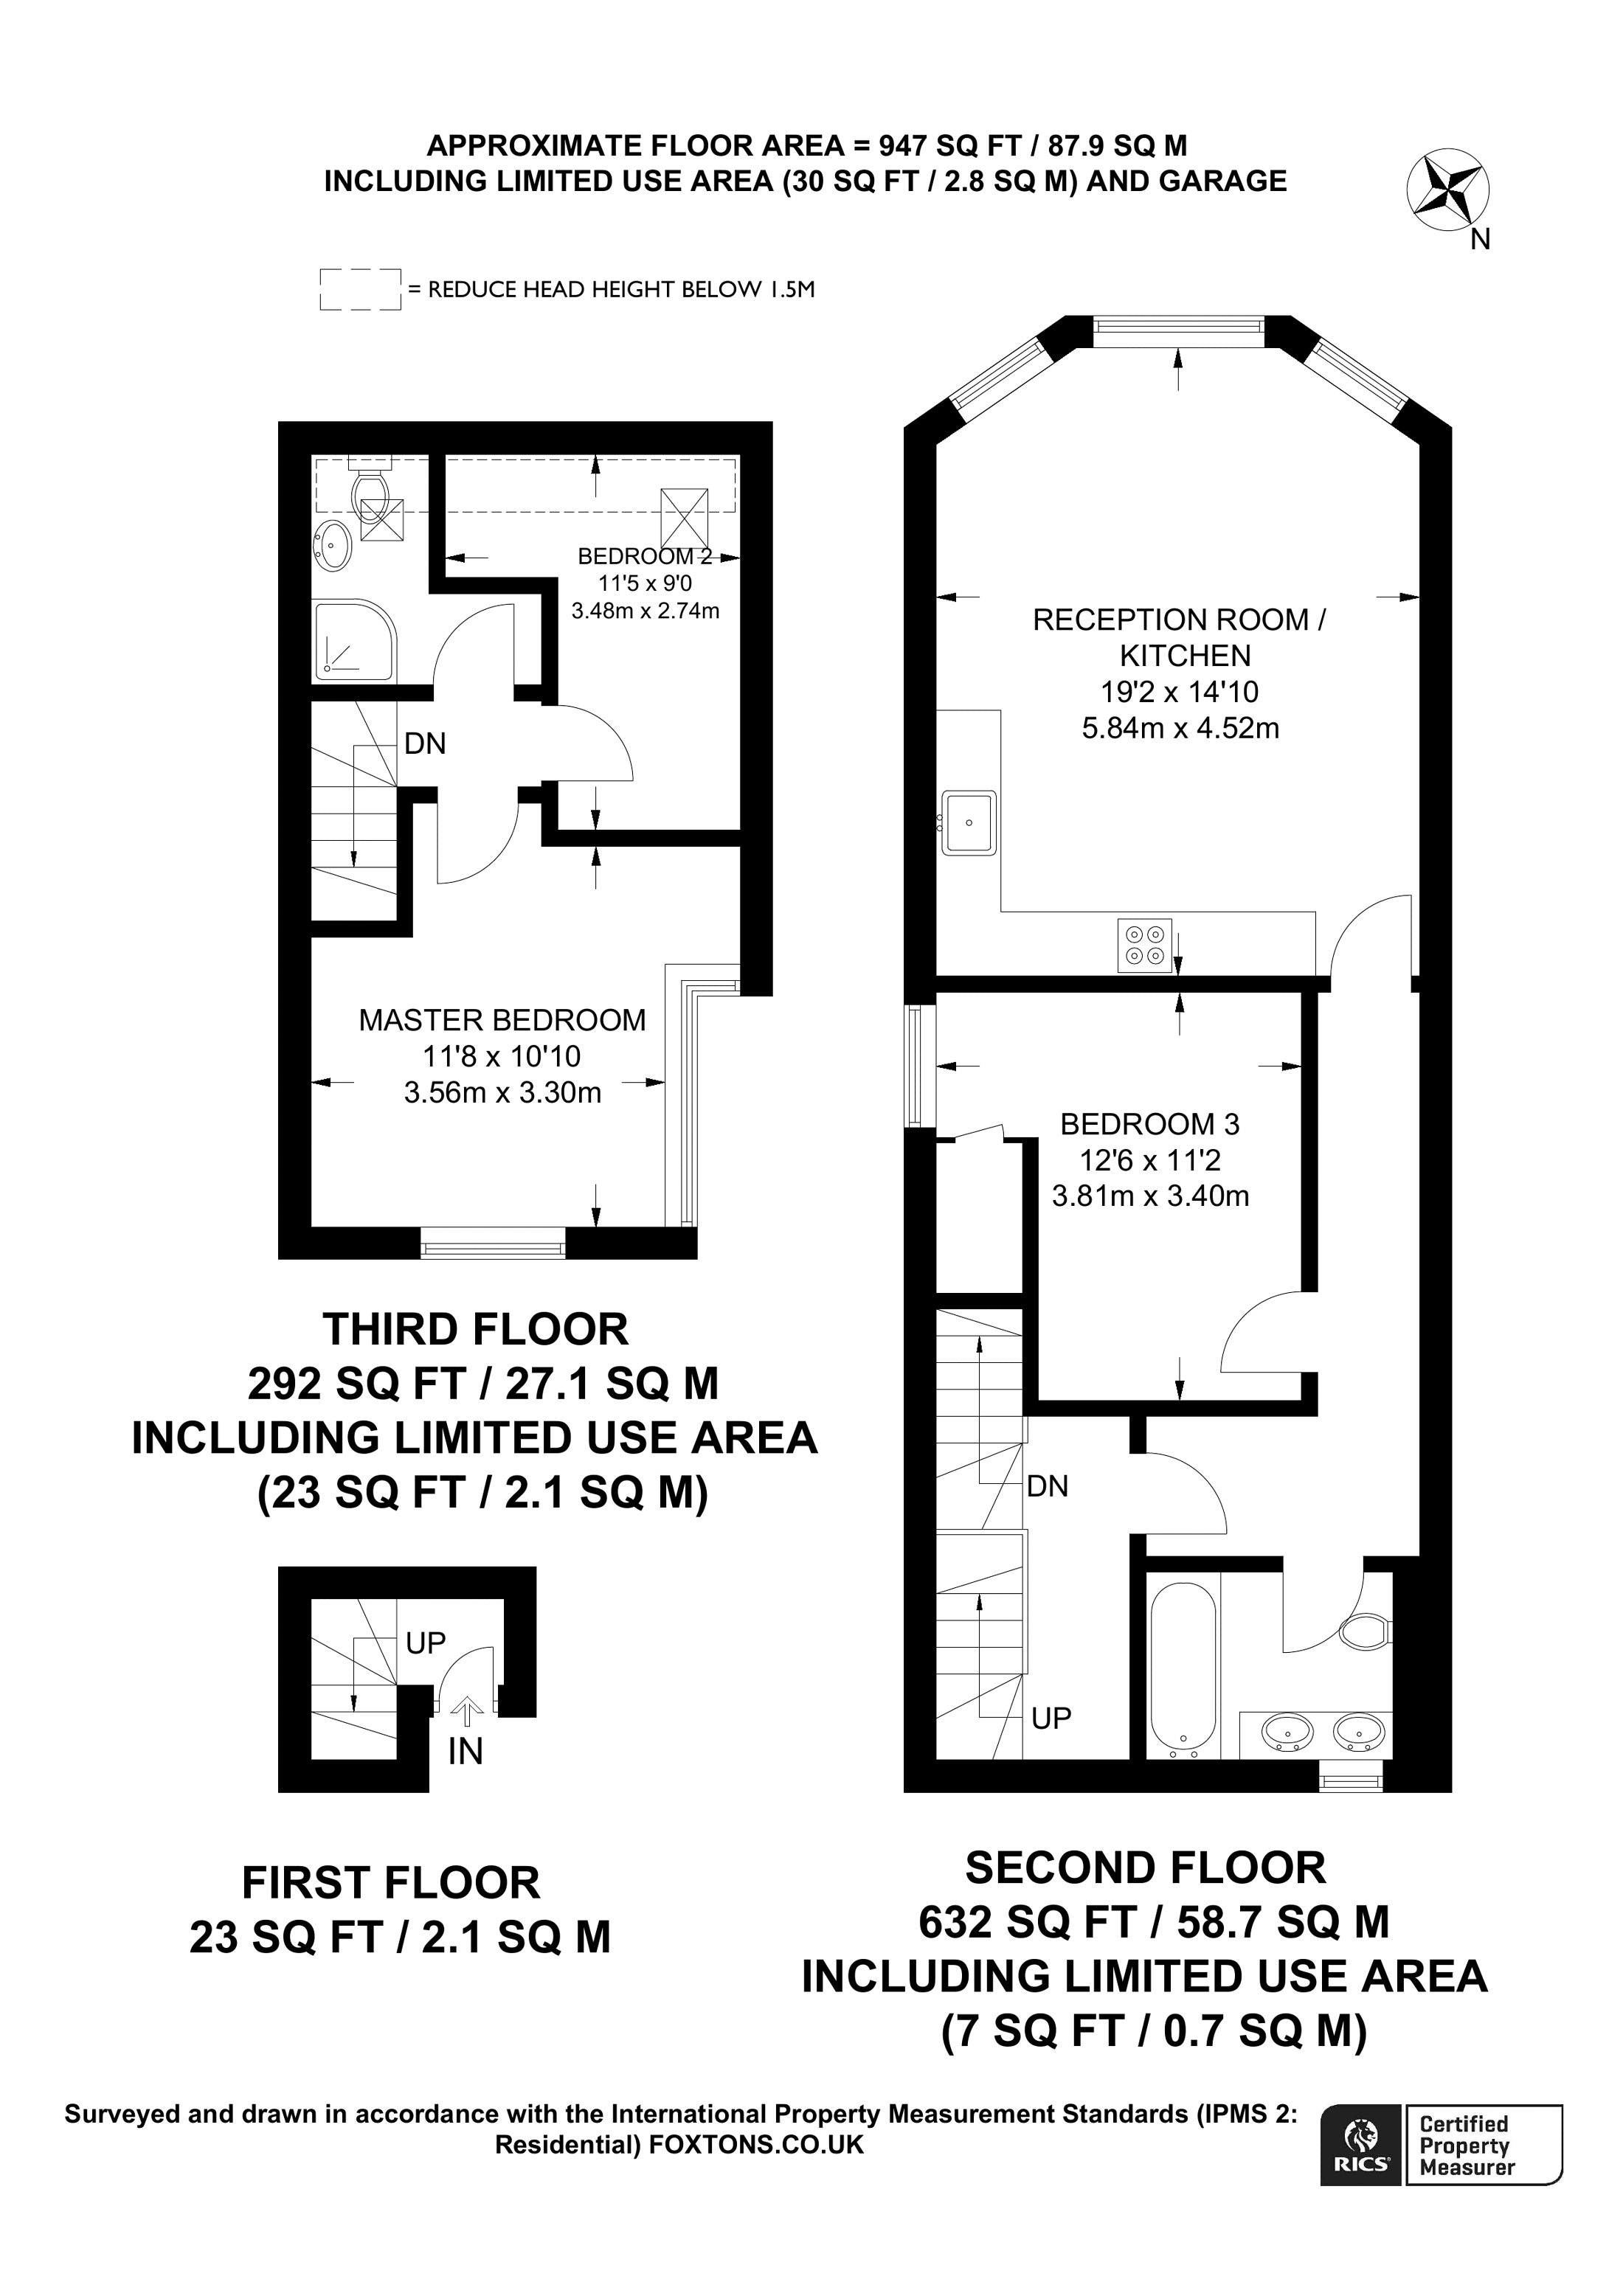 APPROXIMATE FLOOR AREA = 947 SQ FT / 87.9 SQ M
INCLUDING LIMITED USE AREA (30 SQ FT / 2.8 SQ M) AND GARAGE
N
= REDUCE HEAD HEIGHT BELOW 1.5M
BEDROOM 2
11'5 x 9'0
3.48m x 2.74m
DN
MASTER BEDROOM
11'8 x 10'10
3.56m x 3.30m
THIRD FLOOR
292 SQ FT / 27.1 SQ M
INCLUDING LIMITED USE AREA
(23 SQ FT / 2.1 SQ M)
UP
IN
FIRST FLOOR
23 SQ FT / 2.1 SQ M
RECEPTION ROOM /
KITCHEN
19'2 x 14'10
5.84m x 4.52m
BEDROOM 3
12'6 x 11'2
3.81m x 3.40m
DN
UP
SECOND FLOOR
632 SQ FT / 58.7 SQ M
INCLUDING LIMITED USE AREA
(7 SQ FT / 0.7 SQ M)
Surveyed and drawn in accordance with the International Property Measurement Standards (IPMS 2:
Residential) FOXTONS.CO.UK
RICS
Certified
Property
Measurer